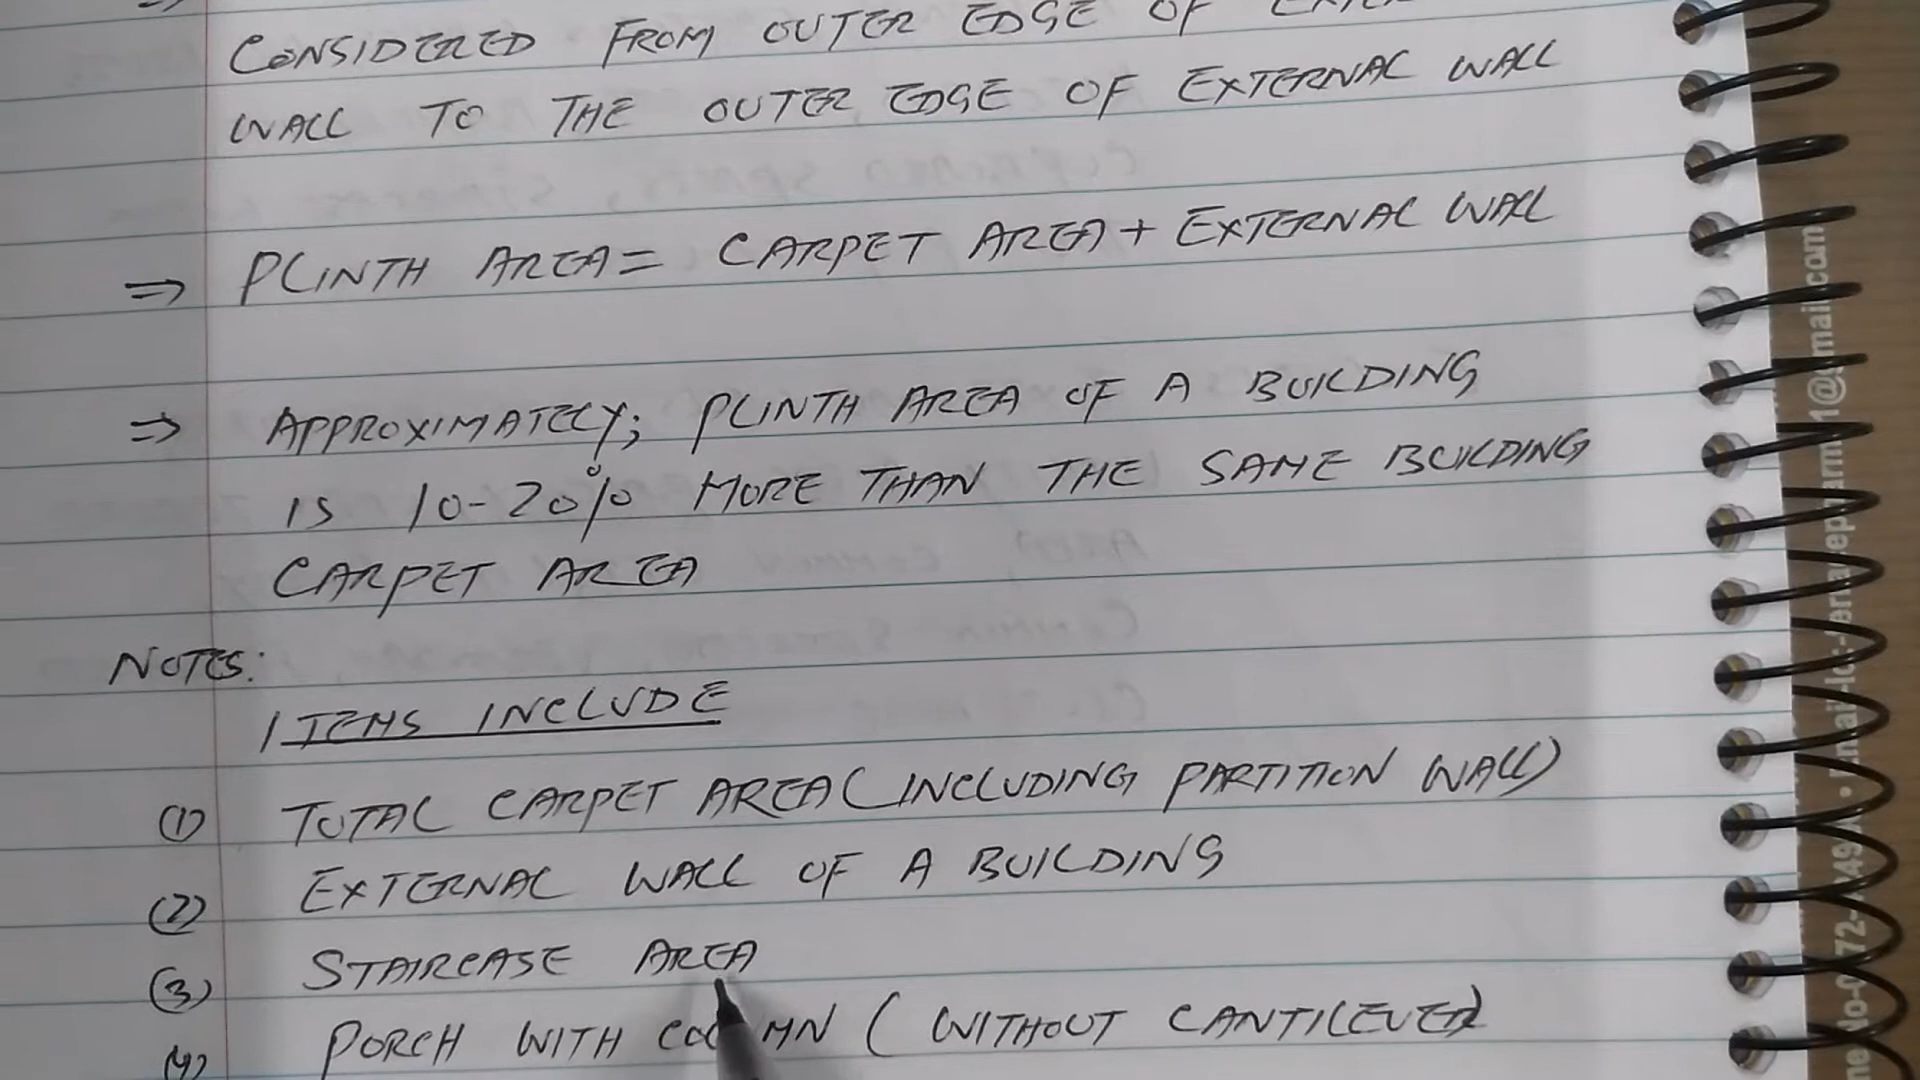 CONSIDERED FROM OUTER EDGE OF
WALL TO THE OUTER EDGE OF EXTERNAL WALL
⇒ PLINTH AREA = CARPET AREA + EXTERNAL WALL
⇒ APPROXIMATELY; PLINTH AREA OF A BUILDING
IS 10-20% MORE THAN THE SAME BUILDING
CARPET AREA
NOTES:
ITEMS INCLUDE
(1) TOTAL CARPET AREA (INCLUDING PARTITION WALL)
(2) EXTERNAL WALL OF A BUILDING
(3) STAIRCASE AREA
(4) PORCH WITH COLUMN (WITHOUT CANTILEVER)